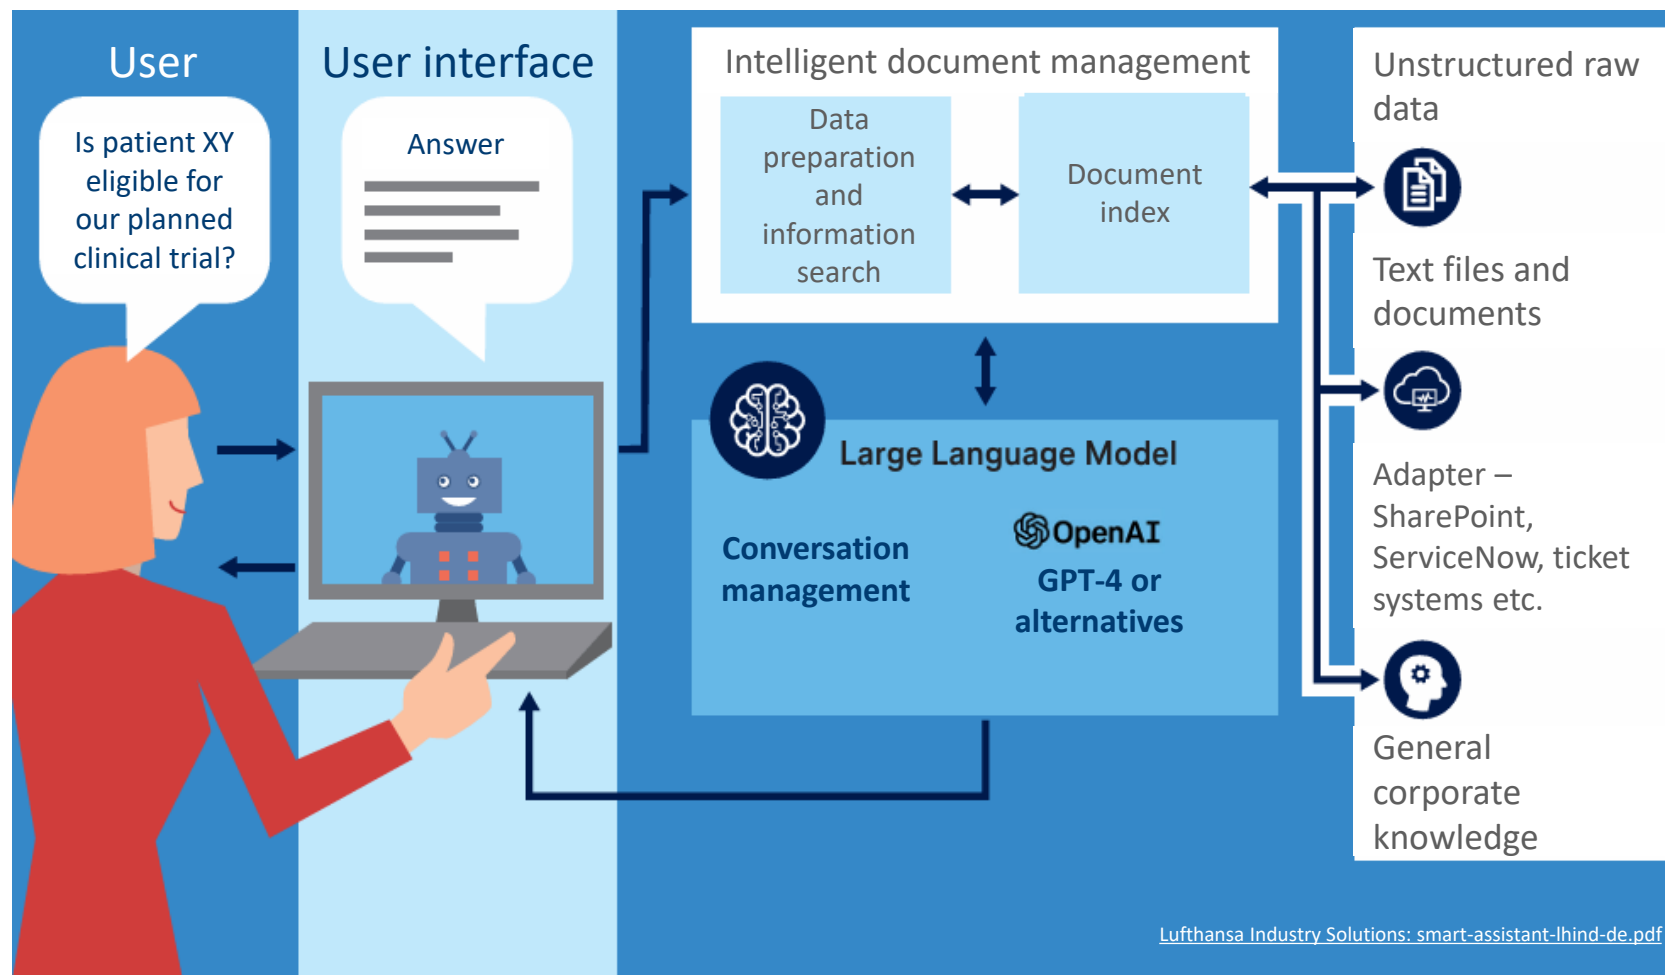 User
Is patient XY
eligible for
our planned
clinical trial?
User interface
Answer
Intelligent document management
Data
preparation
and
information
search
Document
index
Large Language Model
Conversation
management
OpenAI
GPT-4 or
alternatives
Unstructured raw
data
Text files and
documents
Adapter –
SharePoint,
ServiceNow, ticket
systems etc.
General
corporate
knowledge
Lufthansa Industry Solutions: smart-assistant-lhind-de.pdf